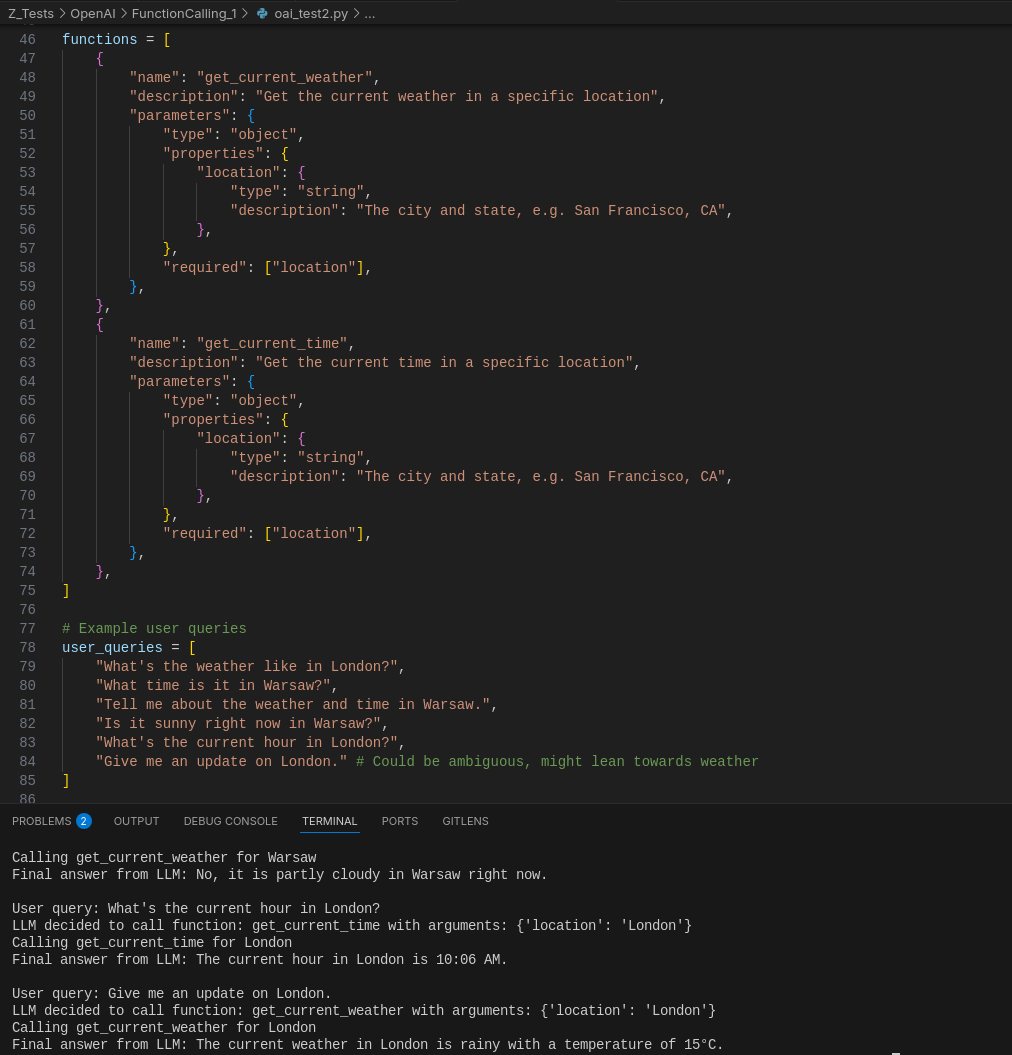 Z_Tests > OpenAI > FunctionCalling_1 > oai_test2.py > ...
46 functions = [
47 {
48 "name": "get_current_weather",
49 "description": "Get the current weather in a specific location",
50 "parameters": {
51 "type": "object",
52 "properties": {
53 "location": {
54 "type": "string",
55 "description": "The city and state, e.g. San Francisco, CA",
56 },
57 },
58 "required": ["location"],
59 },
60 },
61 {
62 "name": "get_current_time",
63 "description": "Get the current time in a specific location",
64 "parameters": {
65 "type": "object",
66 "properties": {
67 "location": {
68 "type": "string",
69 "description": "The city and state, e.g. San Francisco, CA",
70 },
71 },
72 "required": ["location"],
73 },
74 },
75 ]
76
77 # Example user queries
78 user_queries = [
79 "What's the weather like in London?",
80 "What time is it in Warsaw?",
81 "Tell me about the weather and time in Warsaw.",
82 "Is it sunny right now in Warsaw?",
83 "What's the current hour in London?",
84 "Give me an update on London." # Could be ambiguous, might lean towards weather
85 ]
86
PROBLEMS 2 OUTPUT DEBUG CONSOLE TERMINAL PORTS GITLENS
Calling get_current_weather for Warsaw
Final answer from LLM: No, it is partly cloudy in Warsaw right now.
User query: What's the current hour in London?
LLM decided to call function: get_current_time with arguments: {'location': 'London'}
Calling get_current_time for London
Final answer from LLM: The current hour in London is 10:06 AM.
User query: Give me an update on London.
LLM decided to call function: get_current_weather with arguments: {'location': 'London'}
Calling get_current_weather for London
Final answer from LLM: The current weather in London is rainy with a temperature of 15°C.